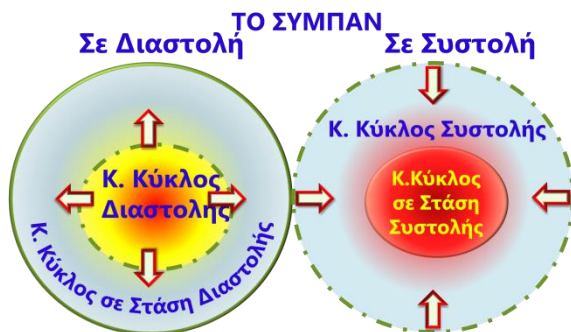 ΤΟ ΣΥΜΠΑΝ
Σε Διαστολή
Σε Συστολή
Κ. Κύκλος
Διαστολής
Κ. Κύκλος σε Στάση Διαστολής
Κ. Κύκλος Συστολής
Κ.Κύκλος
σε Στάση
Συστολής